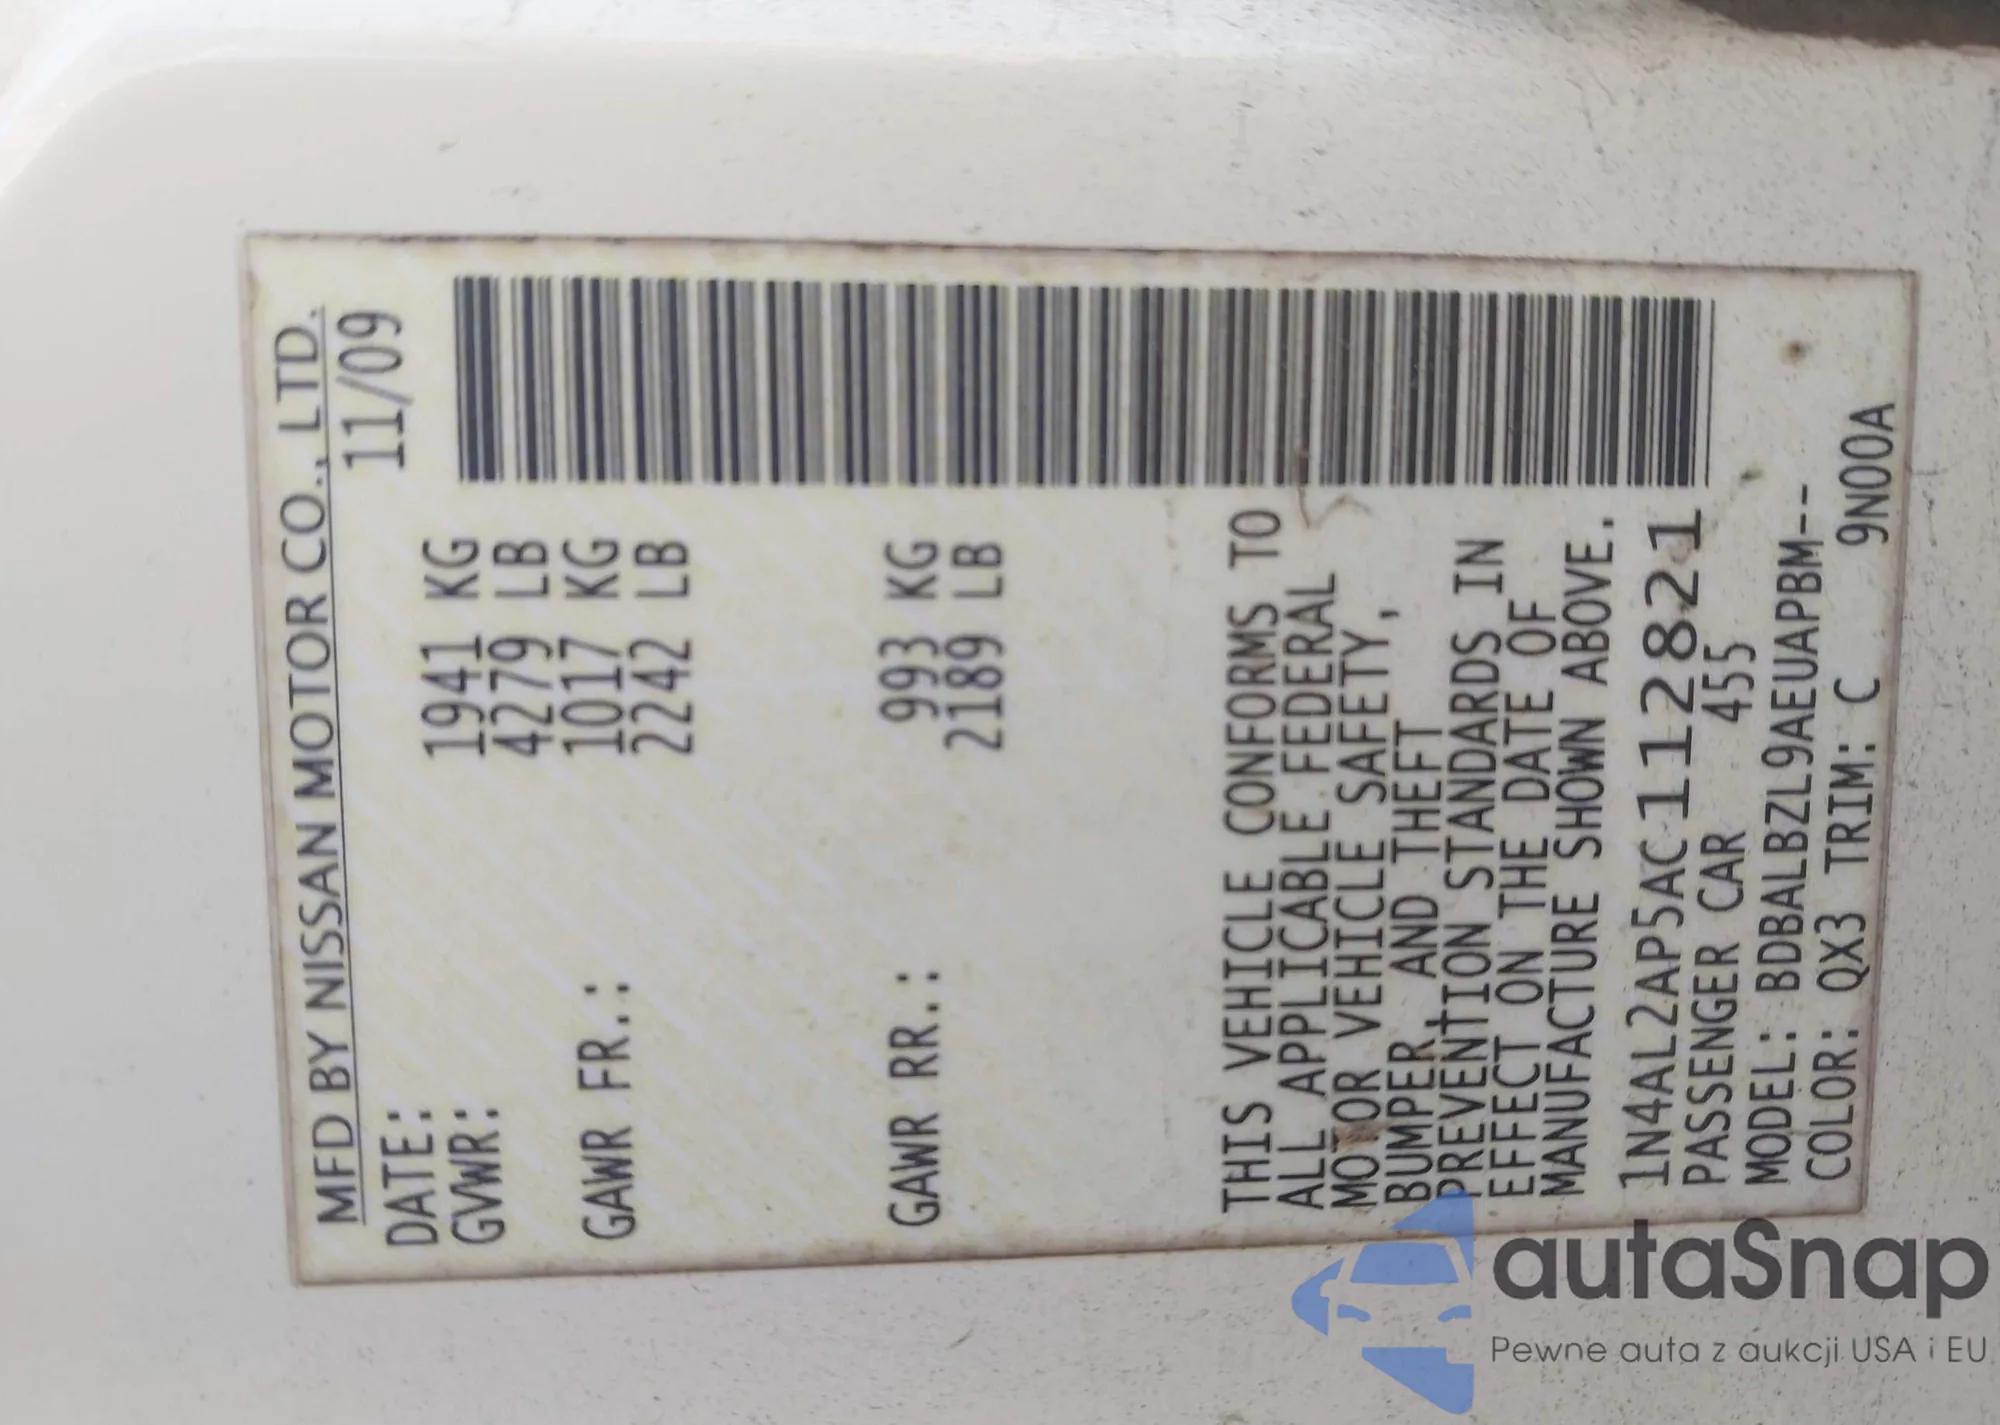 MFD BY NISSAN MOTOR CO., LTD.
DATE: 11/09
GVWR: 1941 KG
4279 LB
GAWR FR.: 1017 KG
2242 LB
GAWR RR.: 993 KG
2189 LB
THIS VEHICLE CONFORMS TO
ALL APPLICABLE FEDERAL
MOTOR VEHICLE SAFETY,
BUMPER, AND THEFT
PREVENTION STANDARDS IN
EFFECT ON THE DATE OF
MANUFACTURE SHOWN ABOVE.
1N4AL2AP5AC112821
PASSENGER CAR 455
MODEL: BDBALBZL9AEUAPBM--
COLOR: QX3 TRIM: C 9N00A
autaSnap
Pewne auta z aukcji USA i EU